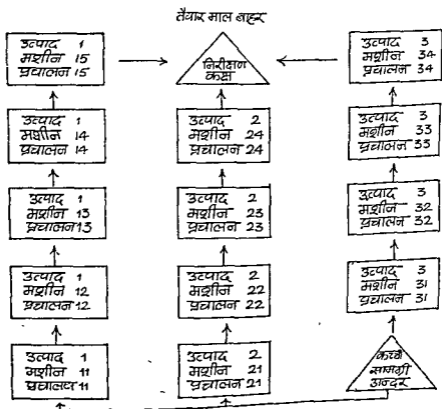 तैयार माल बाहर
उत्पाद 1
मशीन 15
प्रचालन 15
निरीक्षण
कक्ष
उत्पाद 3
मशीन 34
प्रचालन 34
उत्पाद 1
मशीन 14
प्रचालन 14
उत्पाद 2
मशीन 24
प्रचालन 24
उत्पाद 3
मशीन 33
प्रचालन 33
उत्पाद 1
मशीन 13
प्रचालन 13
उत्पाद 2
मशीन 23
प्रचालन 23
उत्पाद 3
मशीन 32
प्रचालन 32
उत्पाद 1
मशीन 12
प्रचालन 12
उत्पाद 2
मशीन 22
प्रचालन 22
उत्पाद 3
मशीन 31
प्रचालन 31
उत्पाद 1
मशीन 11
प्रचालन 11
उत्पाद 2
मशीन 21
प्रचालन 21
कच्ची
सामग्री
अन्दर